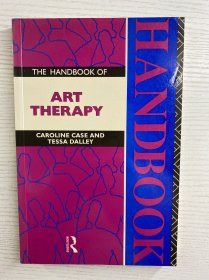 THE HANDBOOK OF
ART
THERAPY
CAROLINE CASE AND
TESSA DALLEY
HANDBOOK